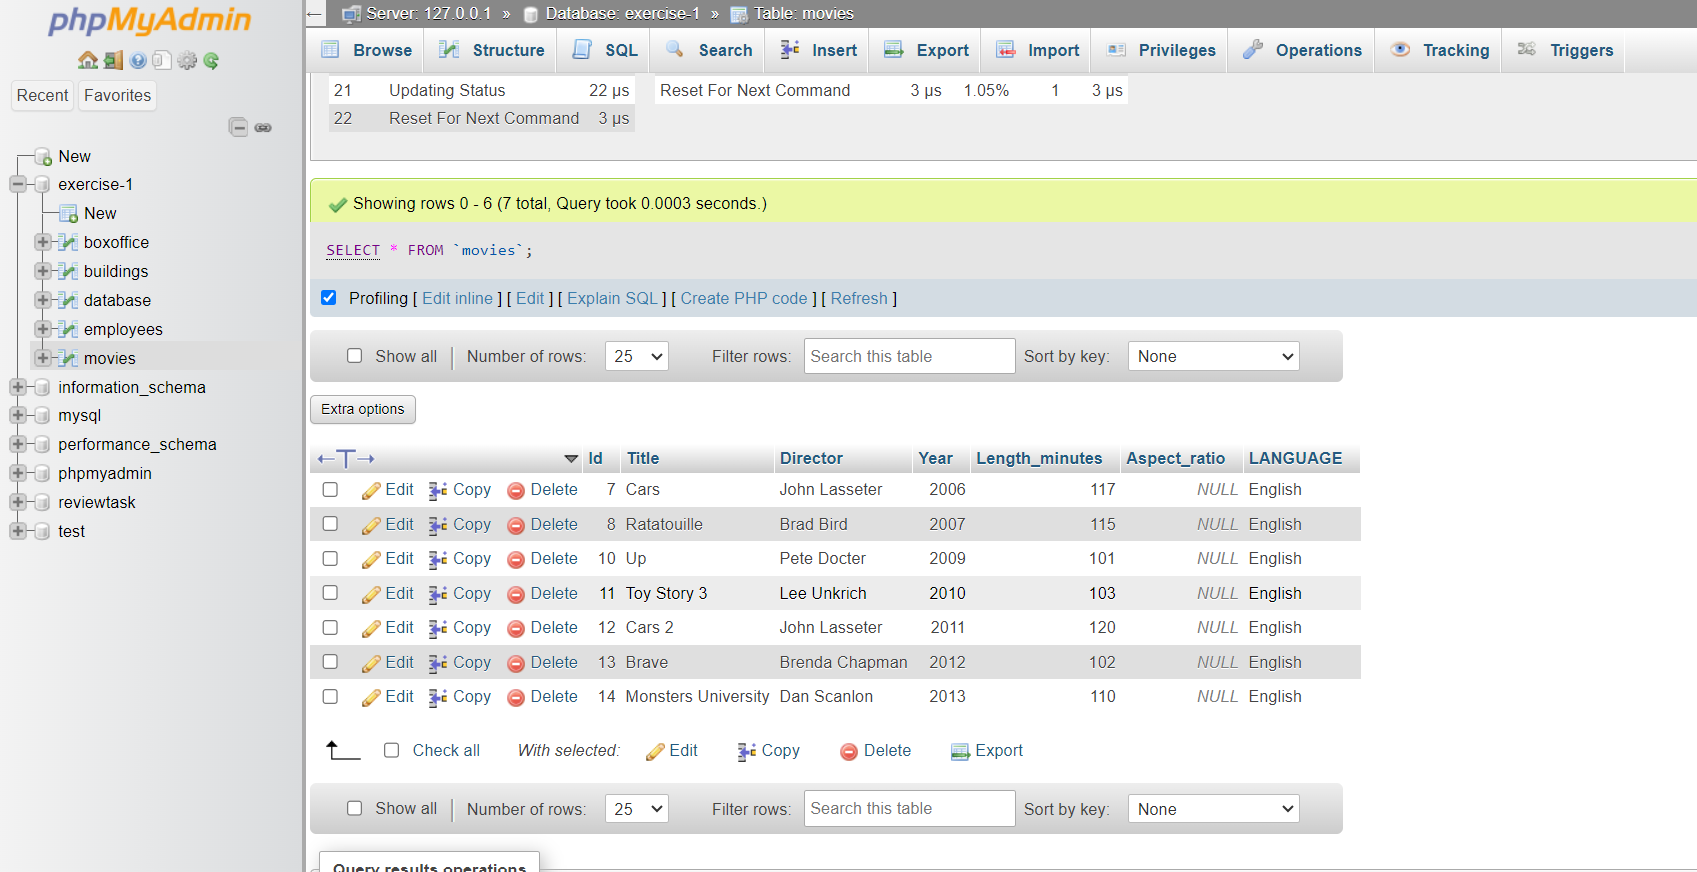 phpMyAdmin
Recent Favorites
New
exercise-1
New
boxoffice
buildings
database
employees
movies
information_schema
mysql
performance_schema
phpmyadmin
reviewtask
test
← Server: 127.0.0.1 » Database: exercise-1 » Table: movies
Browse Structure SQL Search Insert Export Import Privileges Operations Tracking Triggers
21 Updating Status 22 µs Reset For Next Command 3 µs 1.05% 1 3 µs
22 Reset For Next Command 3 µs
Showing rows 0 - 6 (7 total, Query took 0.0003 seconds.)
SELECT * FROM `movies`;
Profiling [ Edit inline ] [ Edit ] [ Explain SQL ] [ Create PHP code ] [ Refresh ]
Show all Number of rows: 25 Filter rows: Search this table Sort by key: None
Extra options
←T→ Id Title Director Year Length_minutes Aspect_ratio LANGUAGE
Edit Copy Delete 7 Cars John Lasseter 2006 117 NULL English
Edit Copy Delete 8 Ratatouille Brad Bird 2007 115 NULL English
Edit Copy Delete 10 Up Pete Docter 2009 101 NULL English
Edit Copy Delete 11 Toy Story 3 Lee Unkrich 2010 103 NULL English
Edit Copy Delete 12 Cars 2 John Lasseter 2011 120 NULL English
Edit Copy Delete 13 Brave Brenda Chapman 2012 102 NULL English
Edit Copy Delete 14 Monsters University Dan Scanlon 2013 110 NULL English
Check all With selected: Edit Copy Delete Export
Show all Number of rows: 25 Filter rows: Search this table Sort by key: None
Query results operations